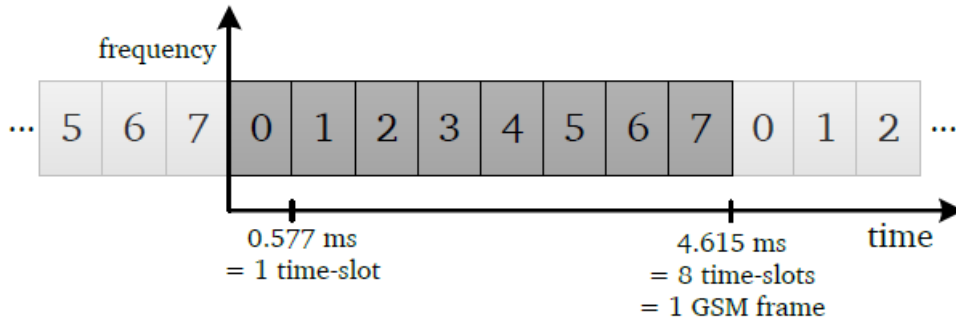 frequency
... 5 6 7 0 1 2 3 4 5 6 7 0 1 2 ...
time
0.577 ms
= 1 time-slot
4.615 ms
= 8 time-slots
= 1 GSM frame